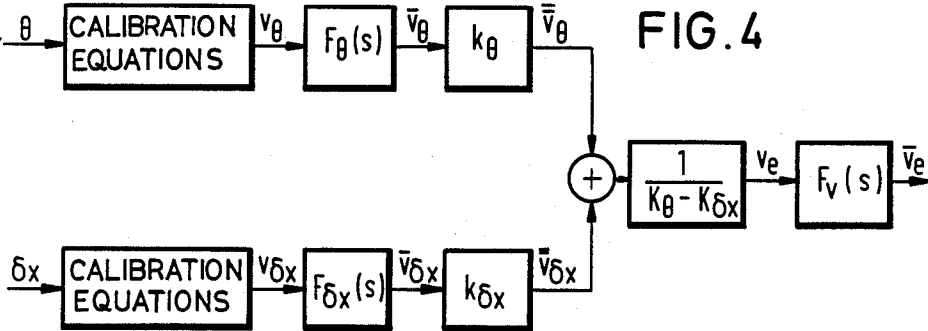 FIG. 4
θ
CALIBRATION
EQUATIONS
v_θ
F_θ(s)
v̄_θ
k_θ
v̿_θ
+
1
K_θ - K_δx
v_e
F_v(s)
v̄_e
δx
CALIBRATION
EQUATIONS
v_δx
F_δx(s)
v̄_δx
k_δx
v̿_δx